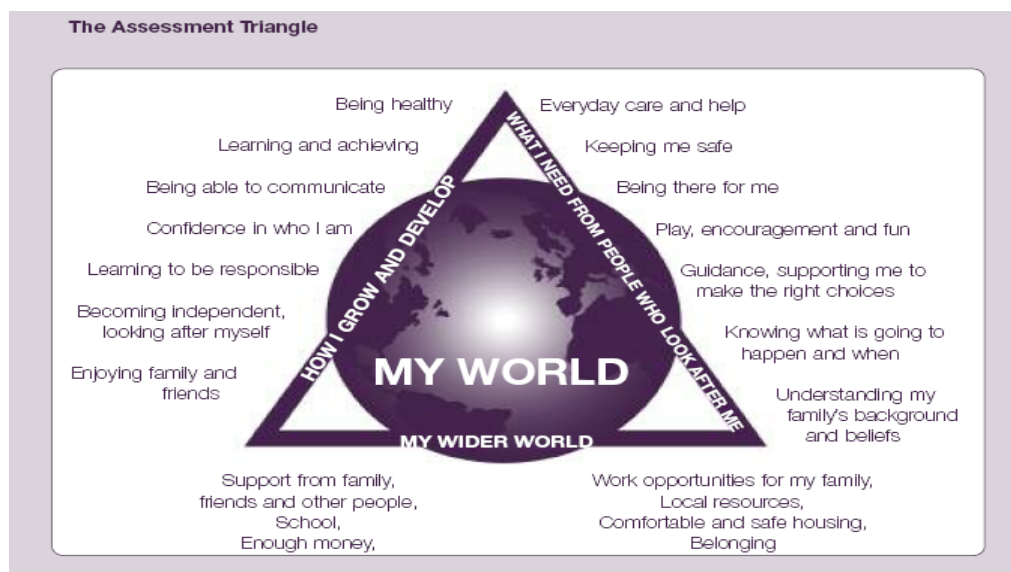 The Assessment Triangle
Being healthy
Learning and achieving
Being able to communicate
Confidence in who I am
Learning to be responsible
Becoming independent,
looking after myself
Enjoying family and
friends
HOW I GROW AND DEVELOP
WHAT I NEED FROM PEOPLE WHO LOOK AFTER ME
Everyday care and help
Keeping me safe
Being there for me
Play, encouragement and fun
Guidance, supporting me to
make the right choices
Knowing what is going to
happen and when
Understanding my
family's background
and beliefs
MY WORLD
MY WIDER WORLD
Support from family,
friends and other people,
School,
Enough money,
Work opportunities for my family,
Local resources,
Comfortable and safe housing,
Belonging